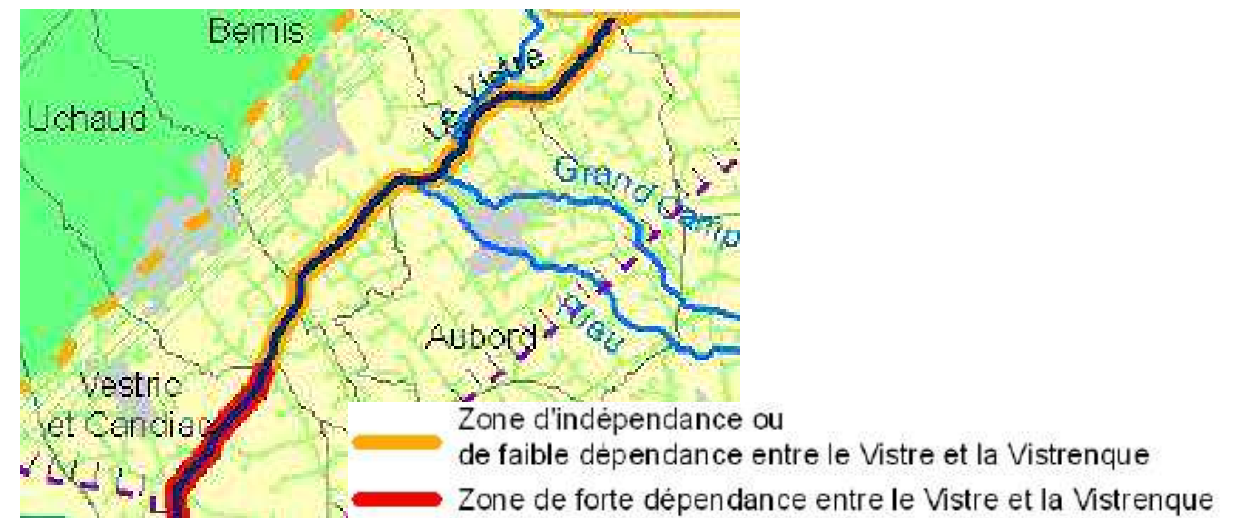 Bernis
Le Vistre
Uchaud
Grand Camp
Rieu
Aubord
Vestric
et Candiac
Zone d'indépendance ou
de faible dépendance entre le Vistre et la Vistrenque
Zone de forte dépendance entre le Vistre et la Vistrenque